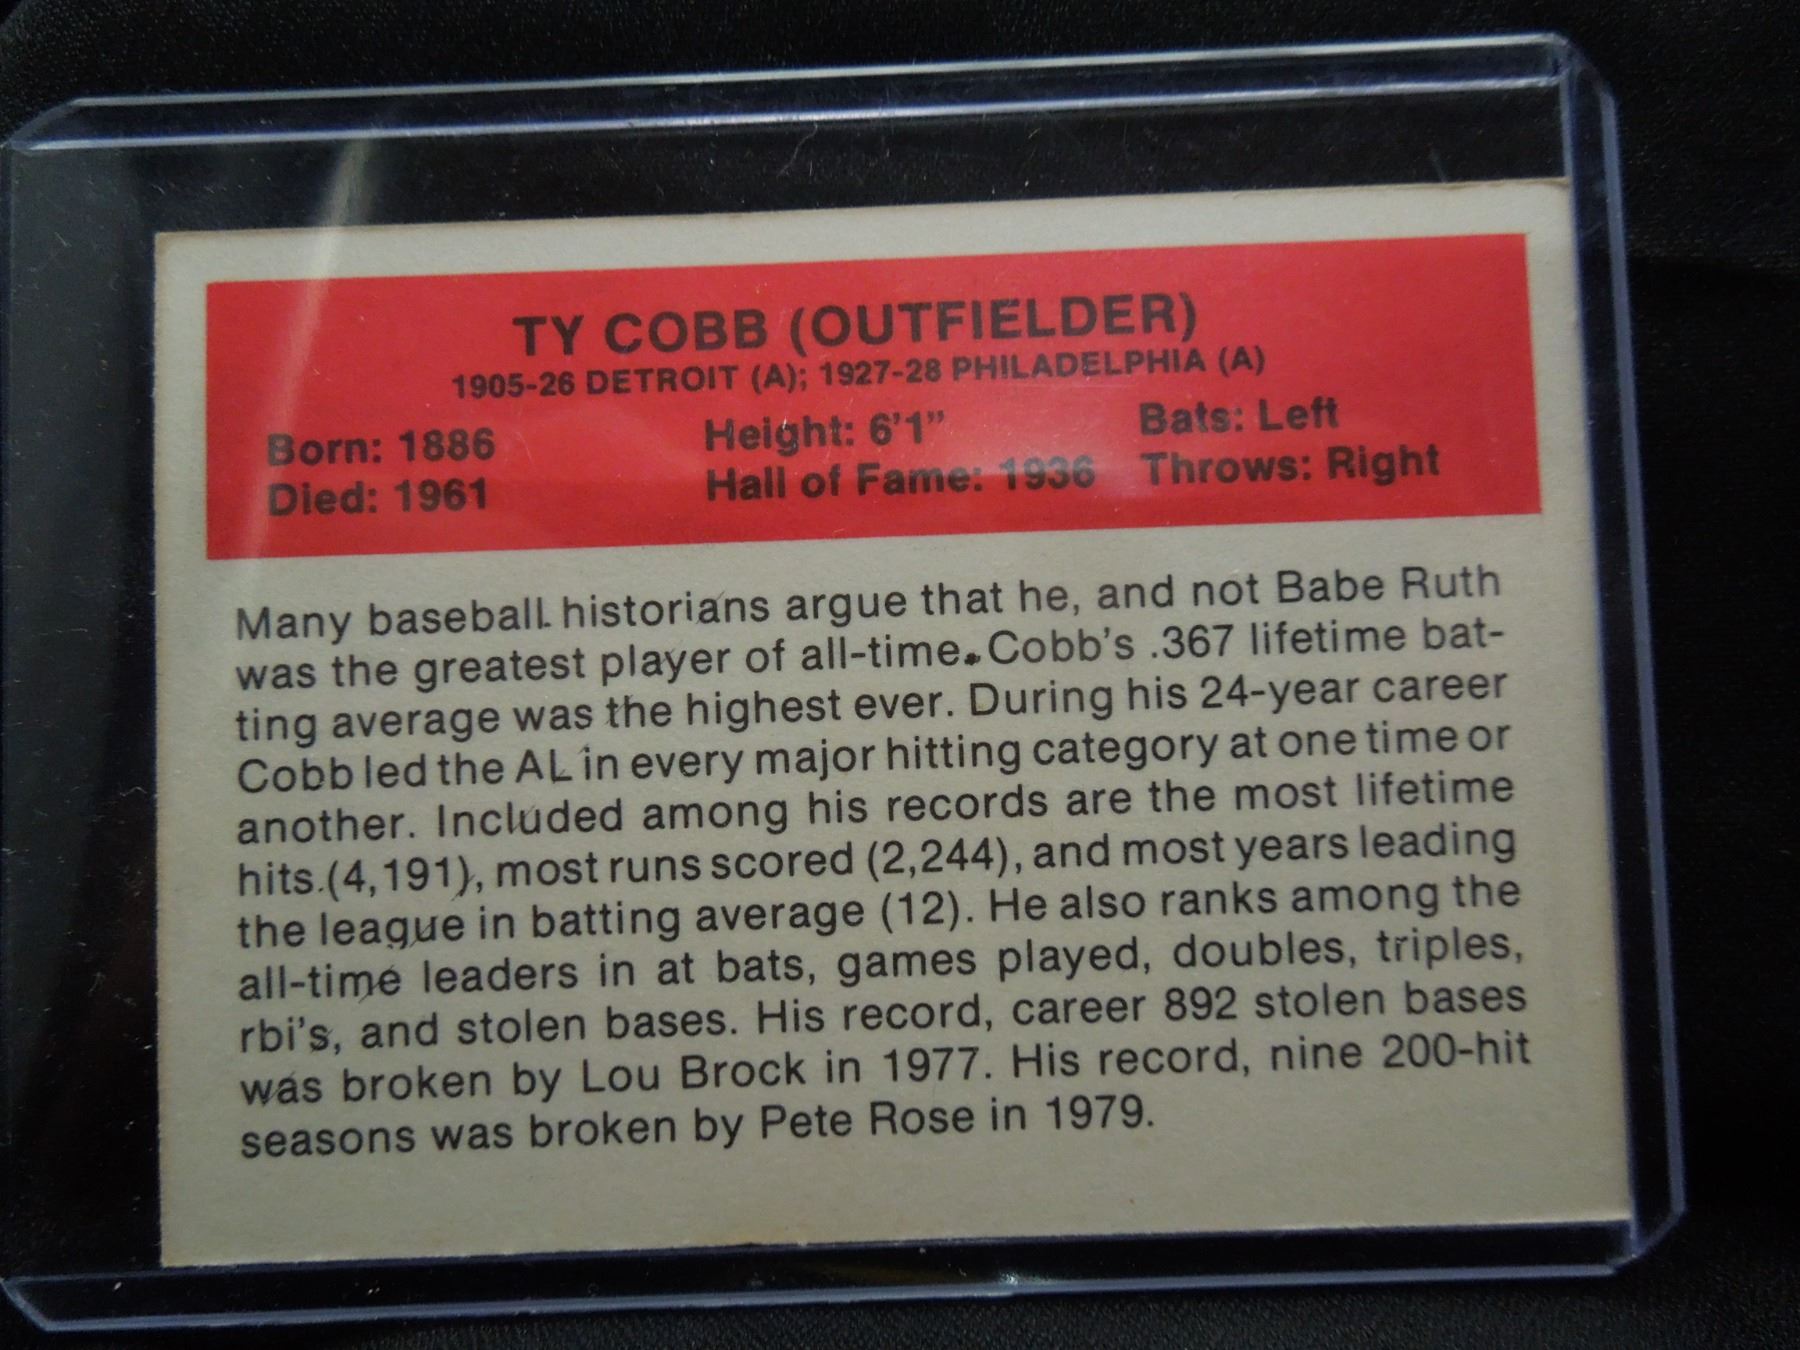 TY COBB (OUTFIELDER)
1905-26 DETROIT (A); 1927-28 PHILADELPHIA (A)
Born: 1886 Height: 6'1" Bats: Left
Died: 1961 Hall of Fame: 1936 Throws: Right
Many baseball historians argue that he, and not Babe Ruth
was the greatest player of all-time. Cobb's .367 lifetime bat-
ting average was the highest ever. During his 24-year career
Cobb led the AL in every major hitting category at one time or
another. Included among his records are the most lifetime
hits.(4,191), most runs scored (2,244), and most years leading
the league in batting average (12). He also ranks among the
all-time leaders in at bats, games played, doubles, triples,
rbi's, and stolen bases. His record, career 892 stolen bases
was broken by Lou Brock in 1977. His record, nine 200-hit
seasons was broken by Pete Rose in 1979.